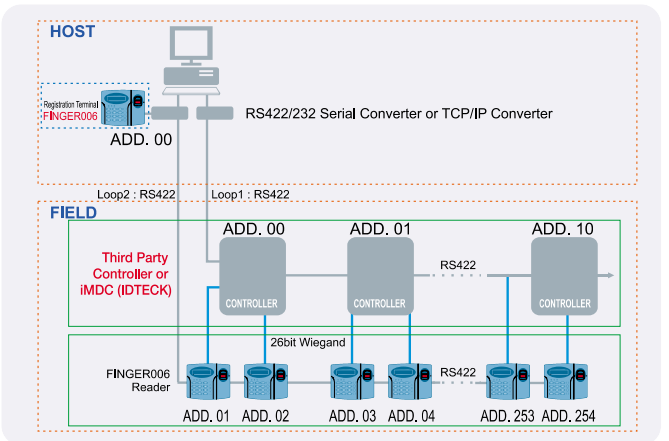 HOST
Registration Terminal
FINGER006
RS422/232 Serial Converter or TCP/IP Converter
ADD. 00
Loop2 : RS422
Loop1 : RS422
FIELD
ADD. 00
ADD. 01
ADD. 10
Third Party
Controller or
iMDC (IDTECK)
RS422
CONTROLLER
CONTROLLER
CONTROLLER
26bit Wiegand
FINGER006
Reader
RS422
ADD. 01
ADD. 02
ADD. 03
ADD. 04
ADD. 253
ADD. 254